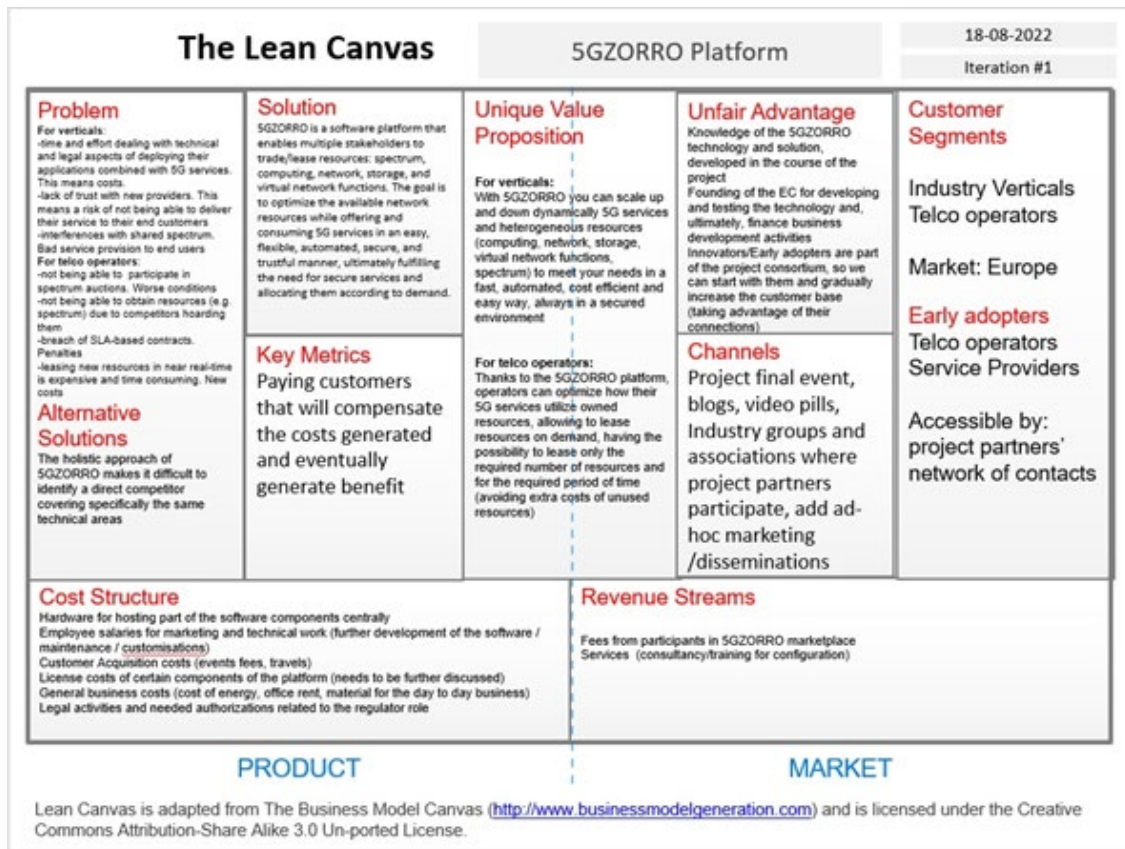 The Lean Canvas
5GZORRO Platform
18-08-2022
Iteration #1
Problem
For verticals:
-time and effort dealing with technical
and legal aspects of deploying their
applications combined with 5G services.
This means costs.
-lack of trust with new providers. This
means a risk of not being able to deliver
their service to their end customers
-interferences with shared spectrum.
Bad service provision to end users
For telco operators:
-not being able to participate in
spectrum auctions. Worse conditions
-not being able to obtain resources (e.g.
spectrum) due to competitors hoarding
them
-breach of SLA-based contracts.
Penalties
-leasing new resources in near real-time
is expensive and time consuming. New
costs
Alternative
Solutions
The holistic approach of
5GZORRO makes it difficult to
identify a direct competitor
covering specifically the same
technical areas
Solution
5GZORRO is a software platform that
enables multiple stakeholders to
trade/lease resources: spectrum,
computing, network, storage, and
virtual network functions. The goal is
to optimize the available network
resources while offering and
consuming 5G services in an easy,
flexible, automated, secure, and
trustful manner, ultimately fulfilling
the need for secure services and
allocating them according to demand.
Key Metrics
Paying customers
that will compensate
the costs generated
and eventually
generate benefit
Unique Value
Proposition
For verticals:
With 5GZORRO you can scale up
and down dynamically 5G services
and heterogeneous resources
(computing, network, storage,
virtual network functions,
spectrum) to meet your needs in a
fast, automated, cost efficient and
easy way, always in a secured
environment
For telco operators:
Thanks to the 5GZORRO platform,
operators can optimize how their
5G services utilize owned
resources, allowing to lease
resources on demand, having the
possibility to lease only the
required number of resources and
for the required period of time
(avoiding extra costs of unused
resources)
Unfair Advantage
Knowledge of the 5GZORRO
technology and solution,
developed in the course of the
project
Founding of the EC for developing
and testing the technology and,
ultimately, finance business
development activities
Innovators/Early adopters are part
of the project consortium, so we
can start with them and gradually
increase the customer base
(taking advantage of their
connections)
Channels
Project final event,
blogs, video pills,
Industry groups and
associations where
project partners
participate, add ad-
hoc marketing
/disseminations
Customer
Segments
Industry Verticals
Telco operators
Market: Europe
Early adopters
Telco operators
Service Providers
Accessible by:
project partners'
network of contacts
Cost Structure
Hardware for hosting part of the software components centrally
Employee salaries for marketing and technical work (further development of the software /
maintenance / customisations)
Customer Acquisition costs (events fees, travels)
License costs of certain components of the platform (needs to be further discussed)
General business costs (cost of energy, office rent, material for the day to day business)
Legal activities and needed authorizations related to the regulator role
Revenue Streams
Fees from participants in 5GZORRO marketplace
Services (consultancy/training for configuration)
PRODUCT
MARKET
Lean Canvas is adapted from The Business Model Canvas (http://www.businessmodelgeneration.com) and is licensed under the Creative
Commons Attribution-Share Alike 3.0 Un-ported License.